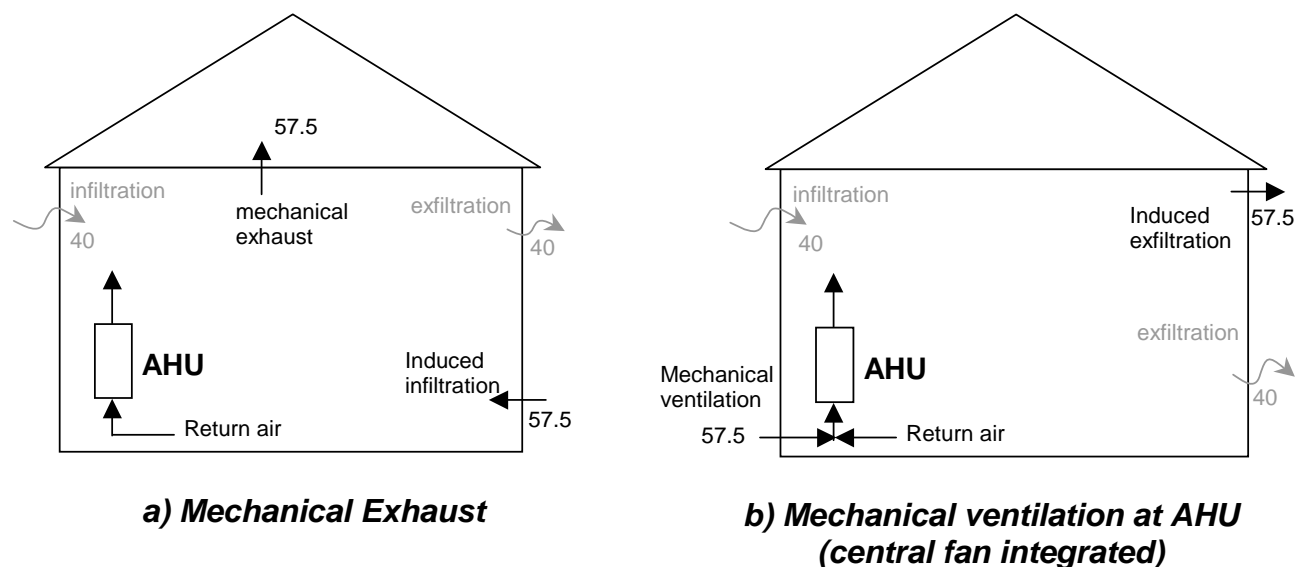 57.5
infiltration
40
mechanical
exhaust
exfiltration
40
AHU
Induced
infiltration
57.5
Return air
a) Mechanical Exhaust
infiltration
40
Induced
exfiltration
57.5
AHU
exfiltration
40
Mechanical
ventilation
57.5
Return air
b) Mechanical ventilation at AHU
(central fan integrated)